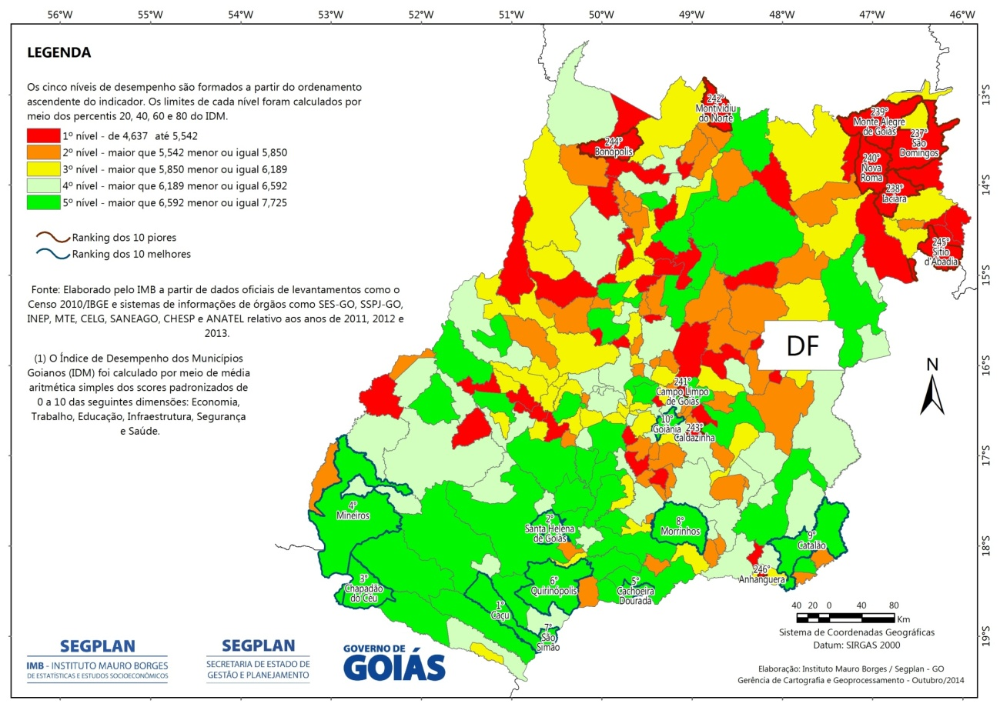 56°W 55°W 54°W 53°W 52°W 51°W 50°W 49°W 48°W 47°W 46°W
LEGENDA
Os cinco níveis de desempenho são formados a partir do ordenamento
ascendente do indicador. Os limites de cada nível foram calculados por
meio dos percentis 20, 40, 60 e 80 do IDM.
1º nível - de 4,637 até 5,542
2º nível - maior que 5,542 menor ou igual 5,850
3º nível - maior que 5,850 menor ou igual 6,189
4º nível - maior que 6,189 menor ou igual 6,592
5º nível - maior que 6,592 menor ou igual 7,725
Ranking dos 10 piores
Ranking dos 10 melhores
Fonte: Elaborado pelo IMB a partir de dados oficiais de levantamentos como o
Censo 2010/IBGE e sistemas de informações de órgãos como SES-GO, SSPJ-GO,
INEP, MTE, CELG, SANEAGO, CHESP e ANATEL relativo aos anos de 2011, 2012 e
2013.
(1) O Índice de Desempenho dos Municípios
Goianos (IDM) foi calculado por meio de média
aritmética simples dos scores padronizados de
0 a 10 das seguintes dimensões: Economia,
Trabalho, Educação, Infraestrutura, Segurança
e Saúde.
242°
Montividiu
do Norte
239°
Monte Alegre
de Goiás
237°
São
Domingos
244°
Bonópolis
240°
Nova
Roma
238°
Iaciara
245°
Sítio
d'Abadia
DF
241°
Campo Limpo
de Goiás
10°
Goiânia
243°
Caldazinha
4°
Mineiros
2°
Santa Helena
de Goiás
8°
Morrinhos
9°
Catalão
246°
Anhanguera
3°
Chapadão
do Céu
6°
Quirinópolis
5°
Cachoeira
Dourada
1°
Caçu
7°
São
Simão
13°S
14°S
15°S
16°S
17°S
18°S
19°S
N
40 20 0 40 80
Km
Sistema de Coordenadas Geográficas
Datum: SIRGAS 2000
Elaboração: Instituto Mauro Borges / Segplan - GO
Gerência de Cartografia e Geoprocessamento - Outubro/2014
SEGPLAN
IMB - INSTITUTO MAURO BORGES
DE ESTATÍSTICAS E ESTUDOS SOCIOECONÔMICOS
SEGPLAN
SECRETARIA DE ESTADO DE
GESTÃO E PLANEJAMENTO
GOVERNO DE
GOIÁS